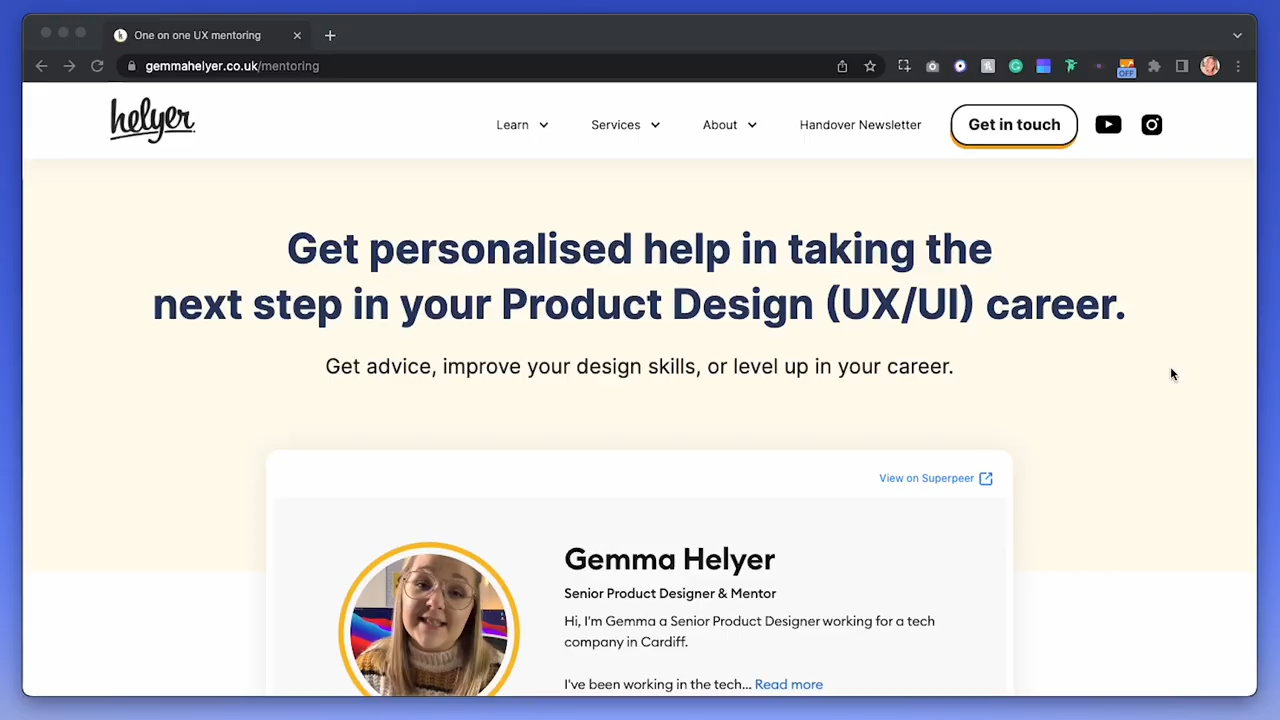 One on one UX mentoring
gemmahelyer.co.uk/mentoring
OFF
helyer.
Learn
Services
About
Handover Newsletter
Get in touch
Get personalised help in taking the
next step in your Product Design (UX/UI) career.
Get advice, improve your design skills, or level up in your career.
View on Superpeer
Gemma Helyer
Senior Product Designer & Mentor
Hi, I'm Gemma a Senior Product Designer working for a tech
company in Cardiff.
I've been working in the tech... Read more